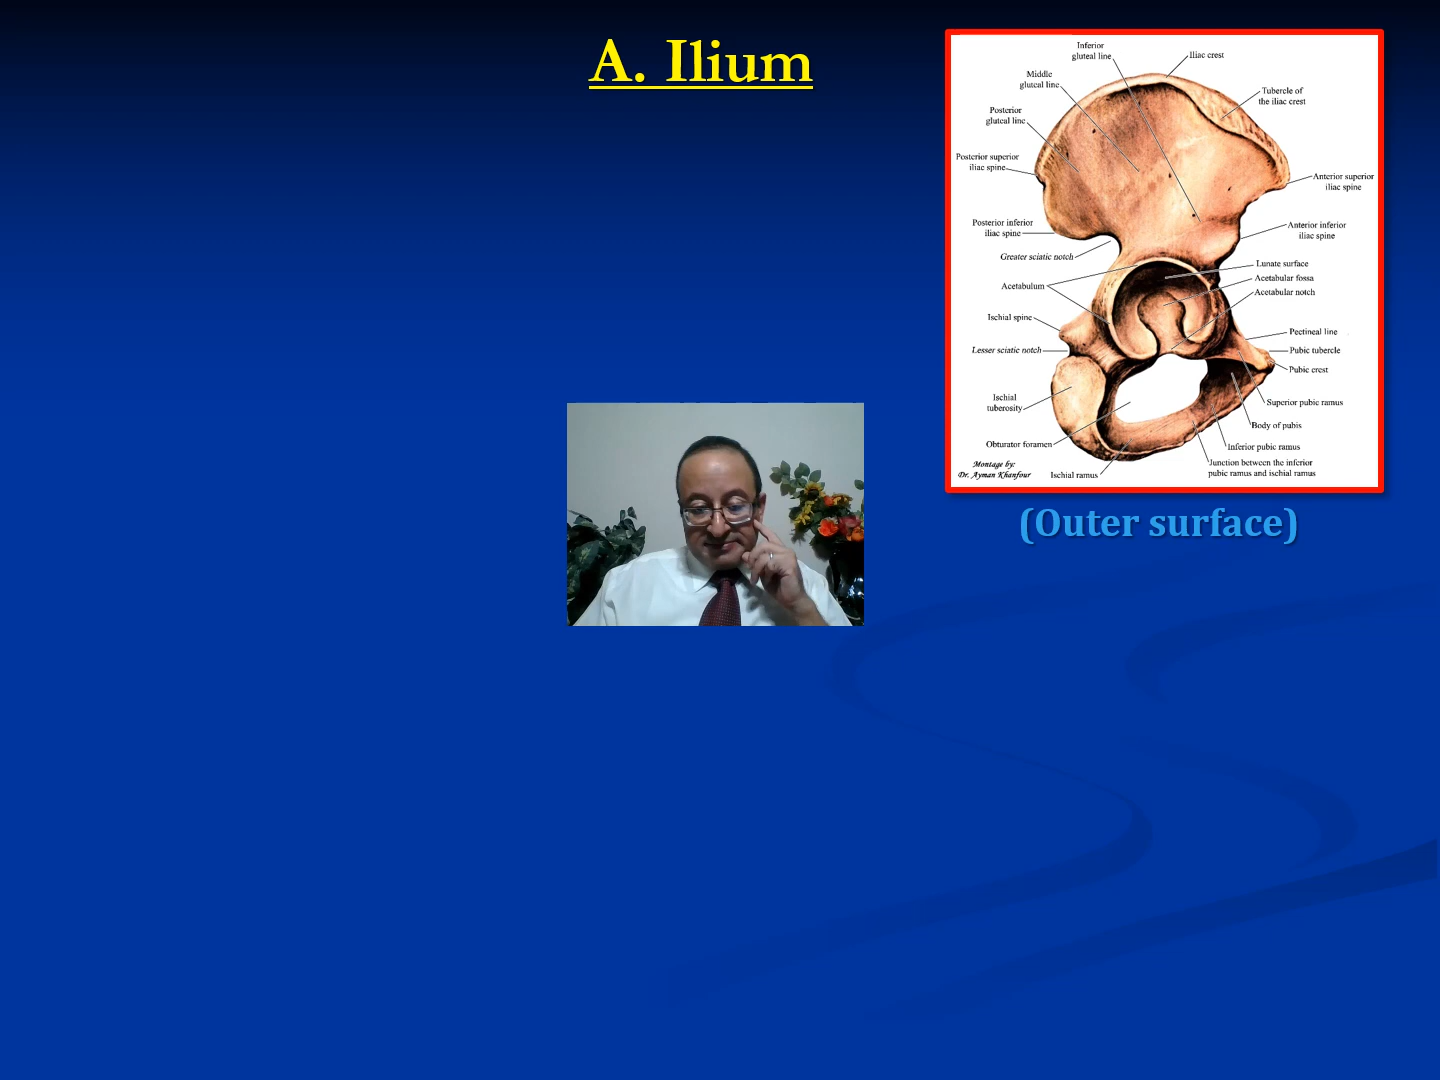 A. Ilium
Inferior
gluteal line
Iliac crest
Middle
gluteal line
Tubercle of
the iliac crest
Posterior
gluteal line
Posterior superior
iliac spine
Anterior superior
iliac spine
Posterior inferior
iliac spine
Anterior inferior
iliac spine
Greater sciatic notch
Lunate surface
Acetabular fossa
Acetabulum
Acetabular notch
Ischial spine
Pectineal line
Lesser sciatic notch
Pubic tubercle
Pubic crest
Ischial
tuberosity
Superior pubic ramus
Body of pubis
Obturator foramen
Inferior pubic ramus
Montage by:
Dr. Ayman Khanfour
Ischial ramus
Junction between the inferior
pubic ramus and ischial ramus
(Outer surface)